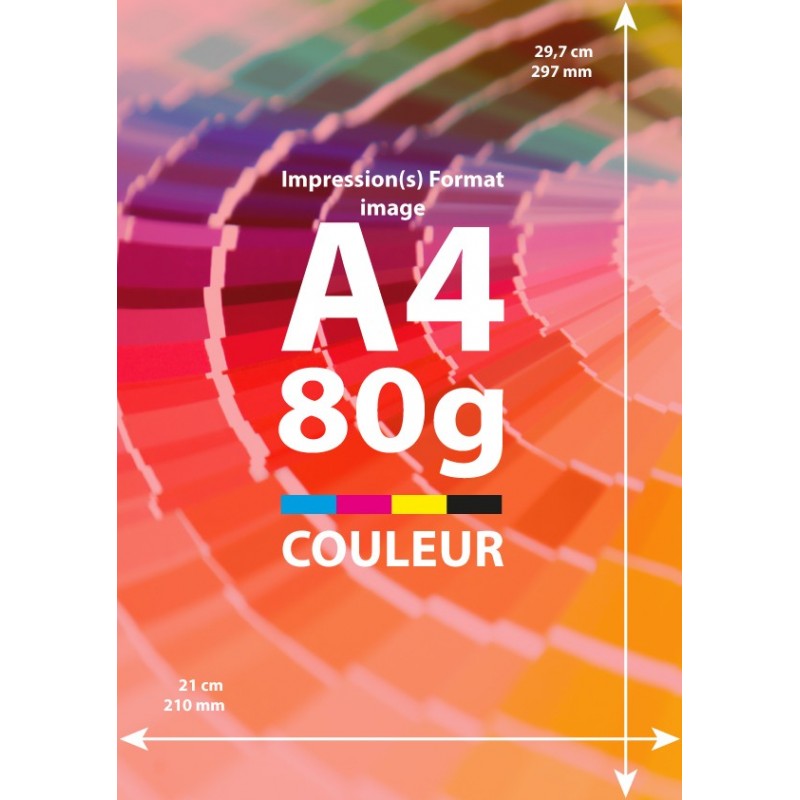 29,7 cm
297 mm
Impression(s) Format
image
A4
80g
COULEUR
21 cm
210 mm